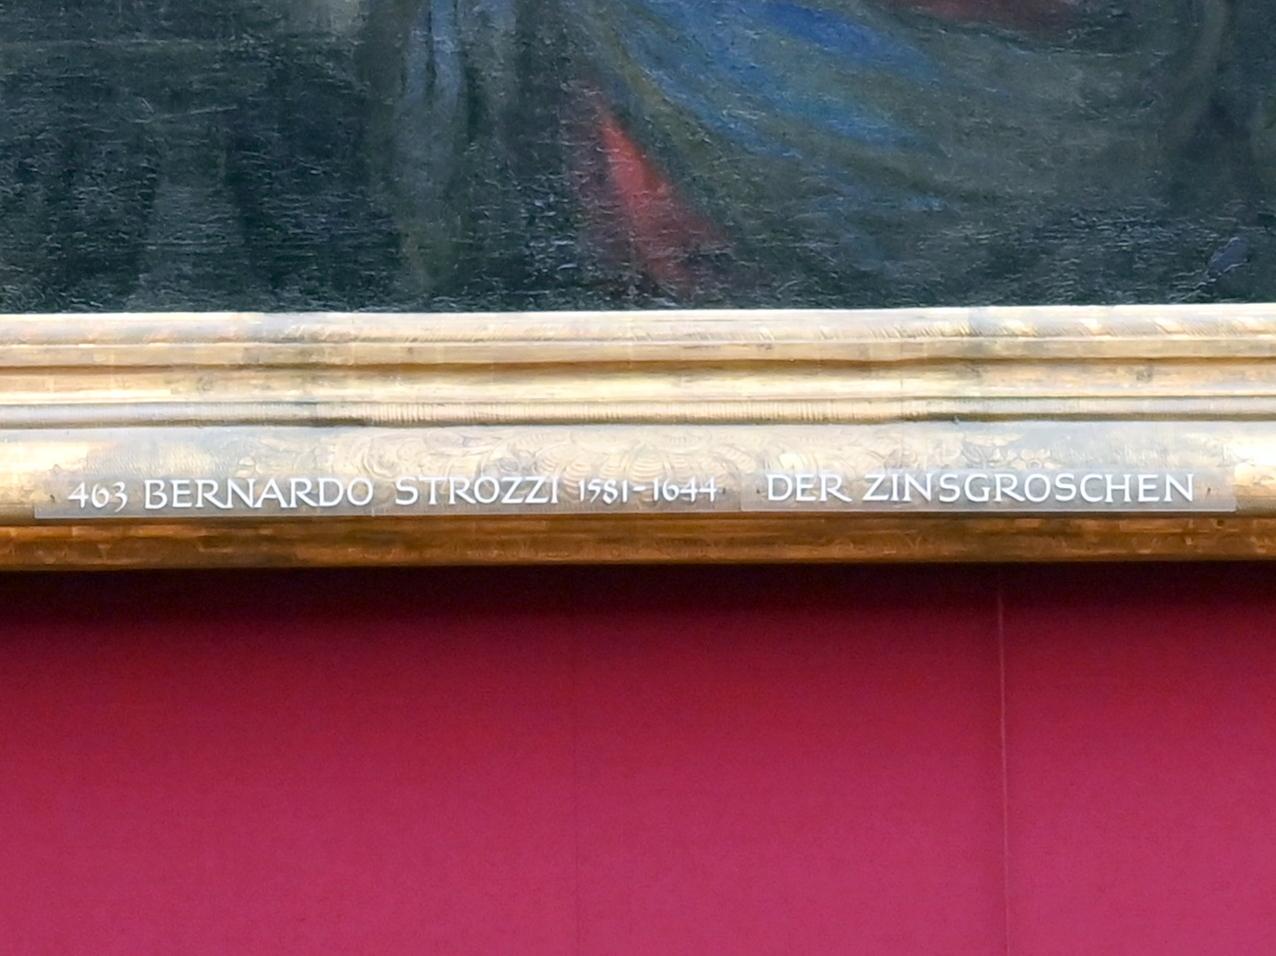 463 BERNARDO STROZZI 1581-1644 DER ZINSGROSCHEN